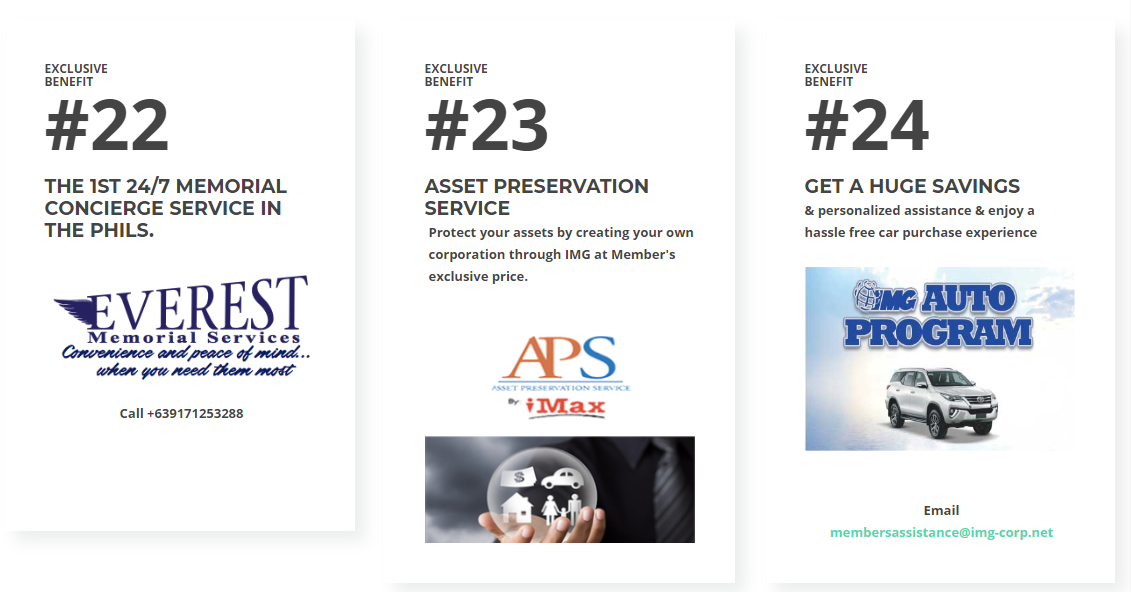 EXCLUSIVE
BENEFIT
#22
THE 1ST 24/7 MEMORIAL
CONCIERGE SERVICE IN
THE PHILS.
EVEREST
Memorial Services
Convenience and peace of mind...
when you need them most
Call +639171253288
EXCLUSIVE
BENEFIT
#23
ASSET PRESERVATION
SERVICE
Protect your assets by creating your own
corporation through IMG at Member's
exclusive price.
APS
ASSET PRESERVATION SERVICE
By iMax
$
EXCLUSIVE
BENEFIT
#24
GET A HUGE SAVINGS
& personalized assistance & enjoy a
hassle free car purchase experience
iMG AUTO
PROGRAM
Email
membersassistance@img-corp.net